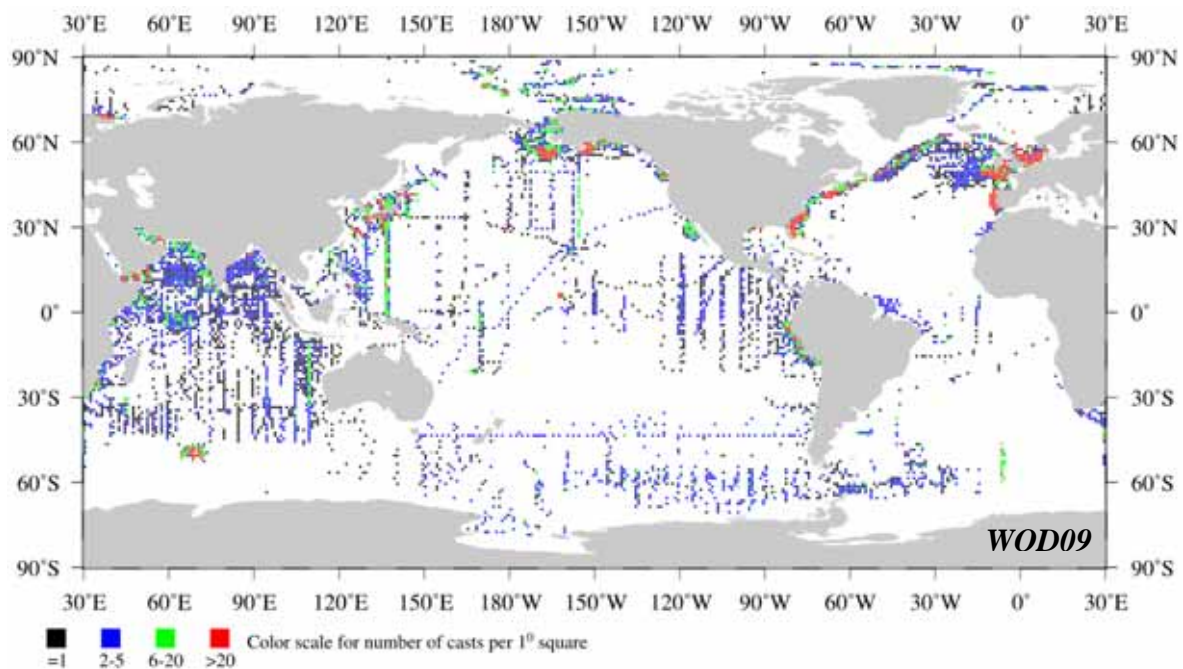 30˚E 60˚E 90˚E 120˚E 150˚E 180˚W 150˚W 120˚W 90˚W 60˚W 30˚W 0˚ 30˚E
90˚N 90˚N
60˚N 60˚N
30˚N 30˚N
0˚ 0˚
30˚S 30˚S
60˚S 60˚S
WOD09
90˚S 90˚S
30˚E 60˚E 90˚E 120˚E 150˚E 180˚W 150˚W 120˚W 90˚W 60˚W 30˚W 0˚ 30˚E
Color scale for number of casts per 1⁰ square
=1 2-5 6-20 >20